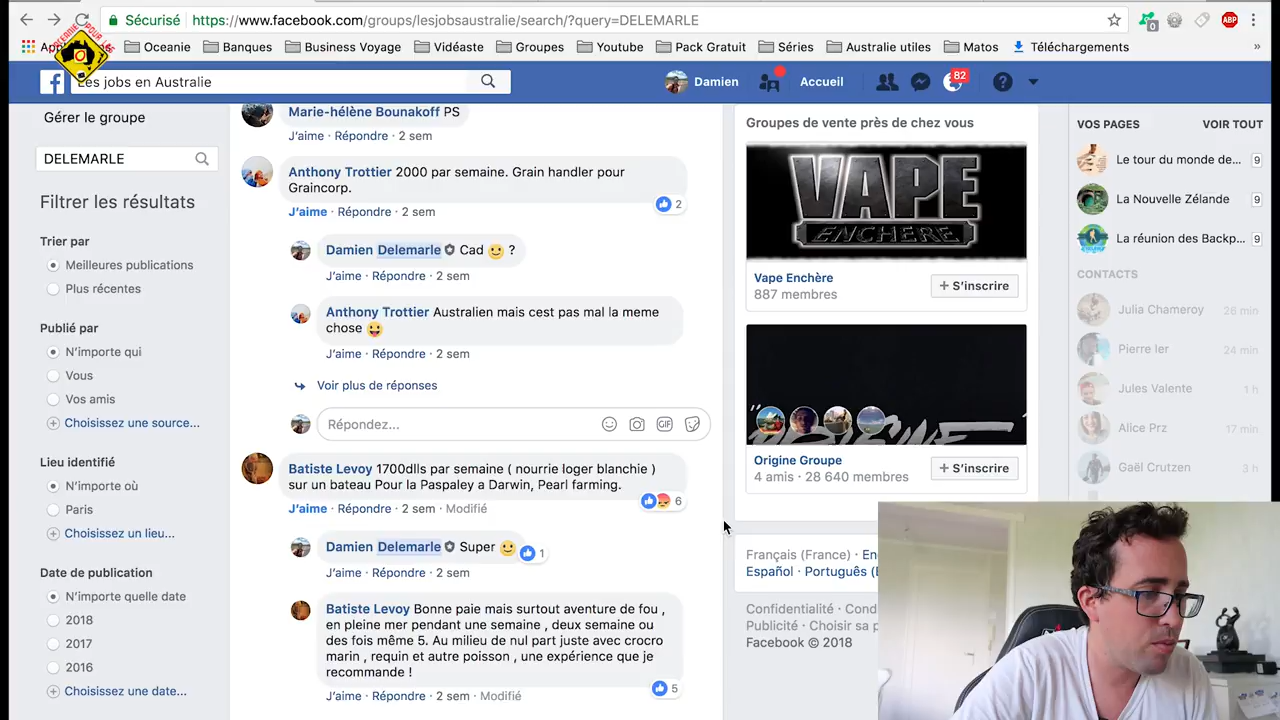 Sécurisé https://www.facebook.com/groups/lesjobsaustralie/search/?query=DELEMARLE
ABP
0
Oceanie Banques Business Voyage Vidéaste Groupes Youtube Pack Gratuit Séries Australie utiles Matos Téléchargements »
Les jobs en Australie
Damien Accueil 82
Gérer le groupe
DELEMARLE
Filtrer les résultats
Trier par
Meilleures publications
Plus récentes
Publié par
N'importe qui
Vous
Vos amis
Choisissez une source...
Lieu identifié
N'importe où
Paris
Choisissez un lieu...
Date de publication
N'importe quelle date
2018
2017
2016
Choisissez une date...
Marie-hélène Bounakoff PS
J'aime · Répondre · 2 sem
Anthony Trottier 2000 par semaine. Grain handler pour
Graincorp.
2
J'aime · Répondre · 2 sem
Damien Delemarle Cad 🙂 ?
J'aime · Répondre · 2 sem
Anthony Trottier Australien mais cest pas mal la meme
chose 😛
J'aime · Répondre · 2 sem
Voir plus de réponses
Répondez...
GIF
Batiste Levoy 1700dlls par semaine ( nourrie loger blanchie )
sur un bateau Pour la Paspaley a Darwin, Pearl farming.
6
J'aime · Répondre · 2 sem · Modifié
Damien Delemarle Super 🙂
1
J'aime · Répondre · 2 sem
Batiste Levoy Bonne paie mais surtout aventure de fou ,
en pleine mer pendant une semaine , deux semaine ou
des fois même 5. Au milieu de nul part juste avec crocro
marin , requin et autre poisson , une expérience que je
recommande !
5
J'aime · Répondre · 2 sem · Modifié
Groupes de vente près de chez vous
VAPE
ENCHERE
Vape Enchère
887 membres
+ S'inscrire
Origine Groupe
4 amis · 28 640 membres
+ S'inscrire
Français (France) ·
Español · Português
Confidentialité ·
Publicité · Choisir sa
Facebook © 2018
VOS PAGES VOIR TOUT
Le tour du monde de... 9
La Nouvelle Zélande 9
La réunion des Backp... 9
CONTACTS
Julia Chameroy 26 min
Pierre Ier 24 min
Jules Valente 1 h
Alice Prz 17 min
Gaël Crutzen 3 h